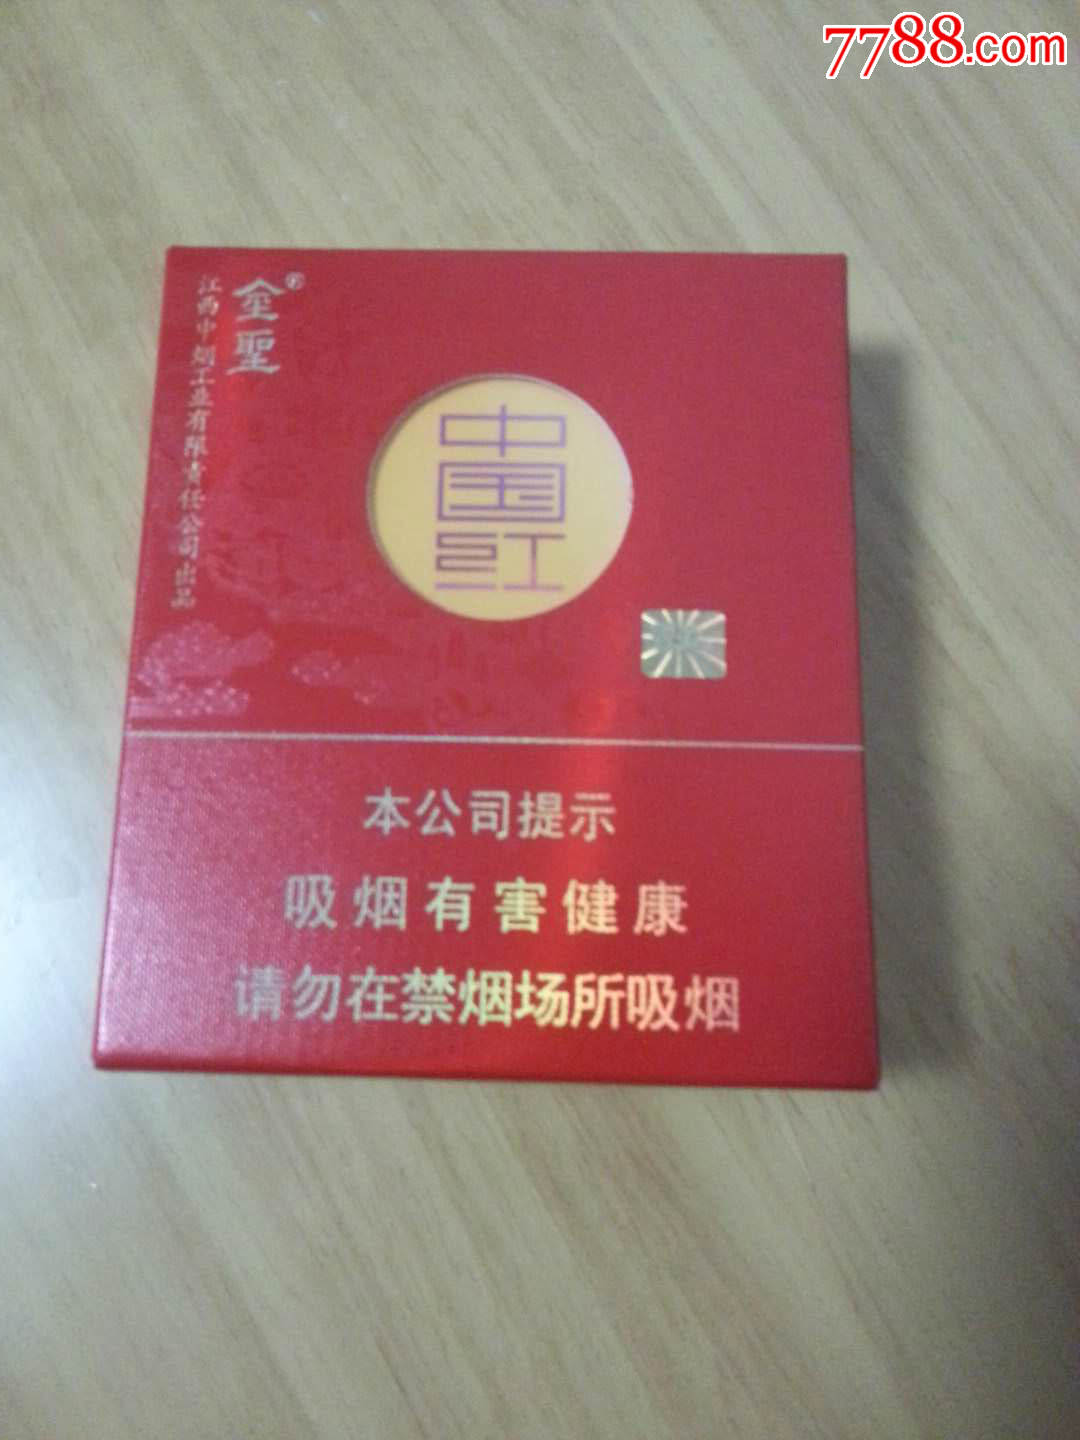 7788.com
金聖®
江西中烟工业有限责任公司出品
中国红
本公司提示
吸烟有害健康
请勿在禁烟场所吸烟